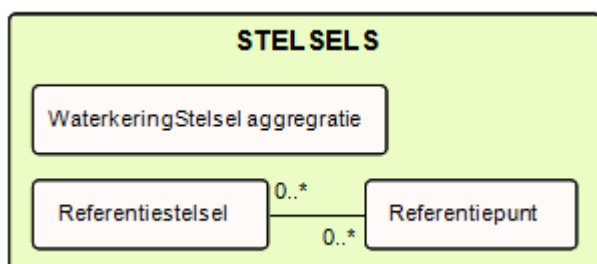 STELSELS
WaterkeringStelsel aggregratie
Referentiestelsel
0..*
0..*
Referentiepunt